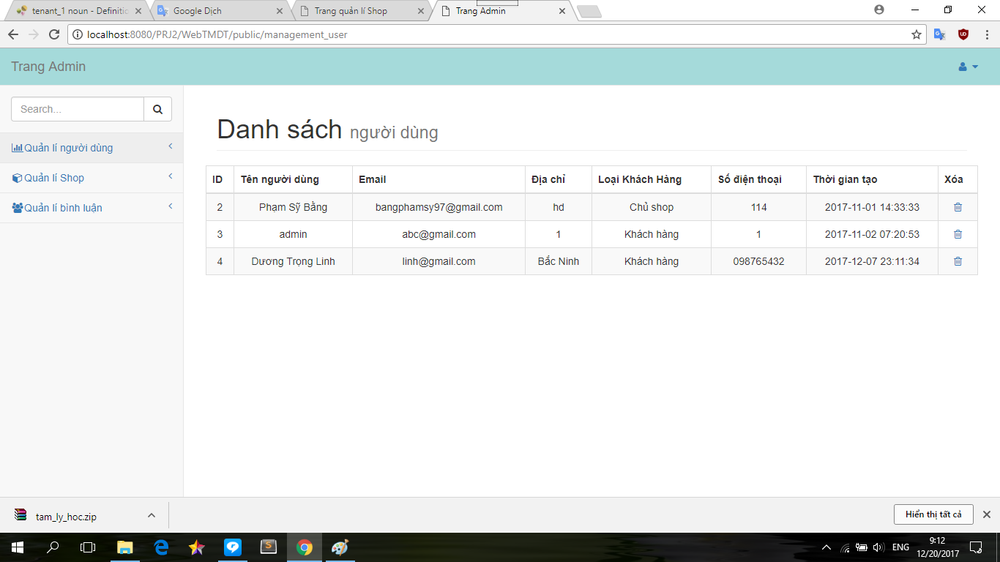 tenant_1 noun - Definitic
Google Dịch
Trang quản lí Shop
Trang Admin
localhost:8080/PRJ2/WebTMDT/public/management_user
Trang Admin
Search...
Quản lí người dùng
Quản lí Shop
Quản lí bình luận
Danh sách người dùng
ID Tên người dùng Email Địa chỉ Loại Khách Hàng Số điện thoại Thời gian tạo Xóa
2 Phạm Sỹ Bằng bangphamsy97@gmail.com hd Chủ shop 114 2017-11-01 14:33:33
3 admin abc@gmail.com 1 Khách hàng 1 2017-11-02 07:20:53
4 Dương Trọng Linh linh@gmail.com Bắc Ninh Khách hàng 098765432 2017-12-07 23:11:34
tam_ly_hoc.zip
Hiển thị tất cả
ENG
9:12
12/20/2017